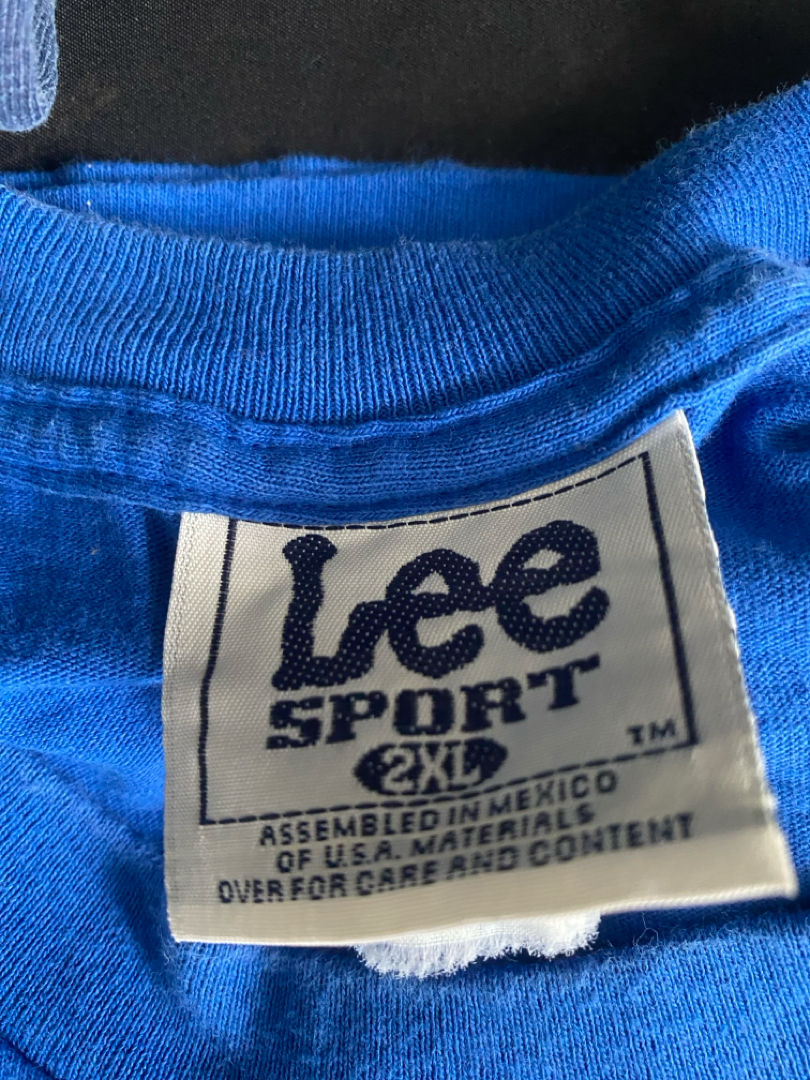 Lee
SPORT
2XL
TM
ASSEMBLED IN MEXICO
OF U.S.A. MATERIALS
OVER FOR CARE AND CONTENT